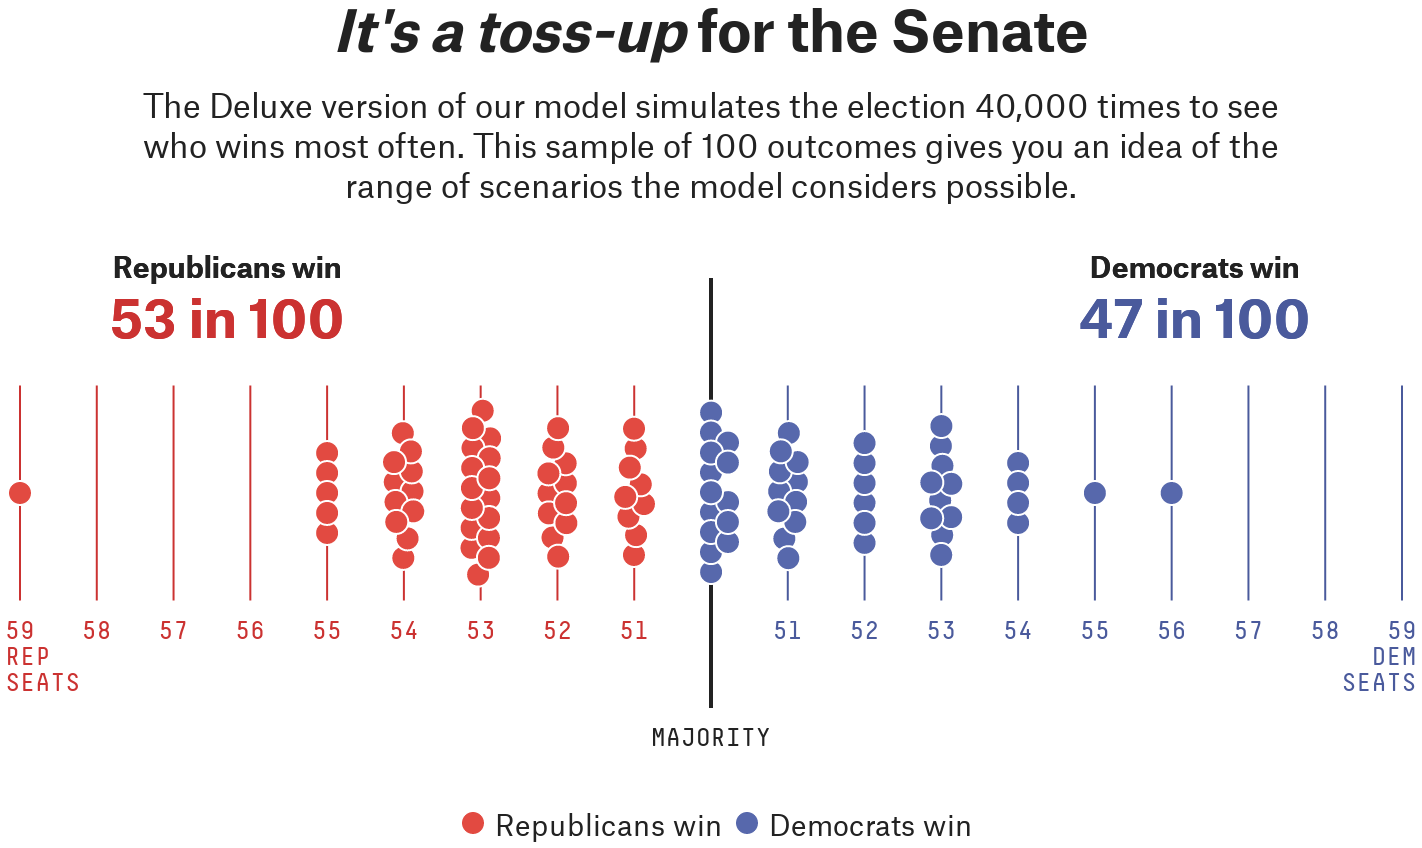 It's a toss-up for the Senate
The Deluxe version of our model simulates the election 40,000 times to see
who wins most often. This sample of 100 outcomes gives you an idea of the
range of scenarios the model considers possible.
Republicans win
53 in 100
Democrats win
47 in 100
59 58 57 56 55 54 53 52 51 51 52 53 54 55 56 57 58 59
REP DEM
SEATS SEATS
MAJORITY
Republicans win Democrats win